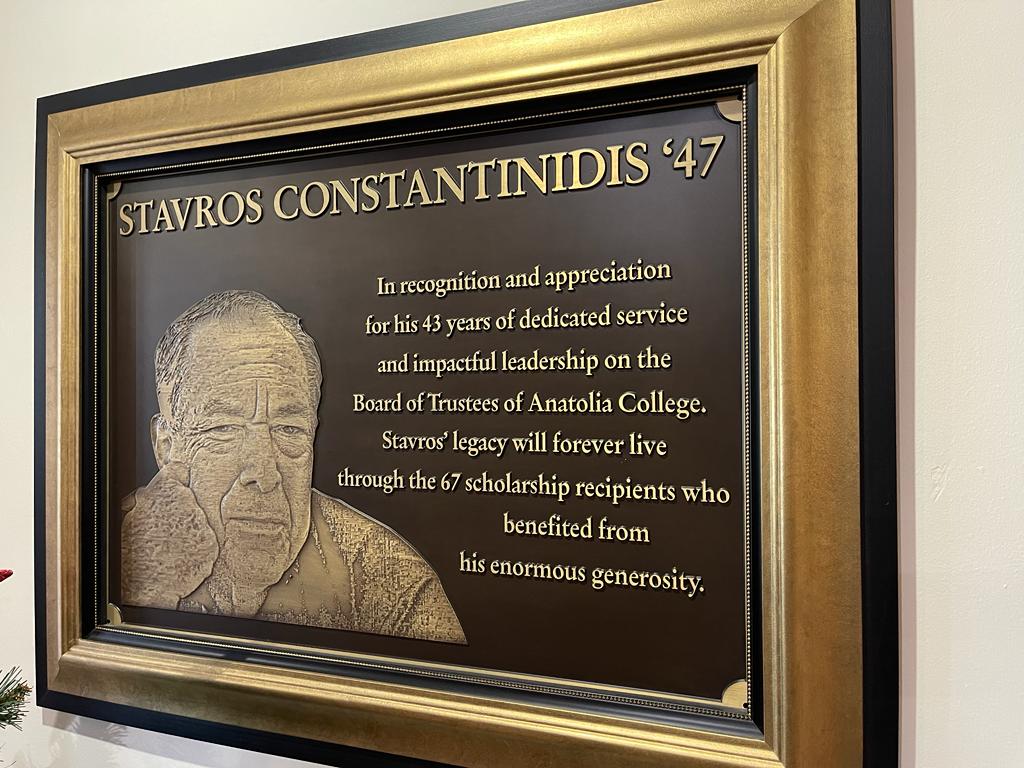 STAVROS CONSTANTINIDIS ‘47
In recognition and appreciation
for his 43 years of dedicated service
and impactful leadership on the
Board of Trustees of Anatolia College.
Stavros’ legacy will forever live
through the 67 scholarship recipients who
benefited from
his enormous generosity.